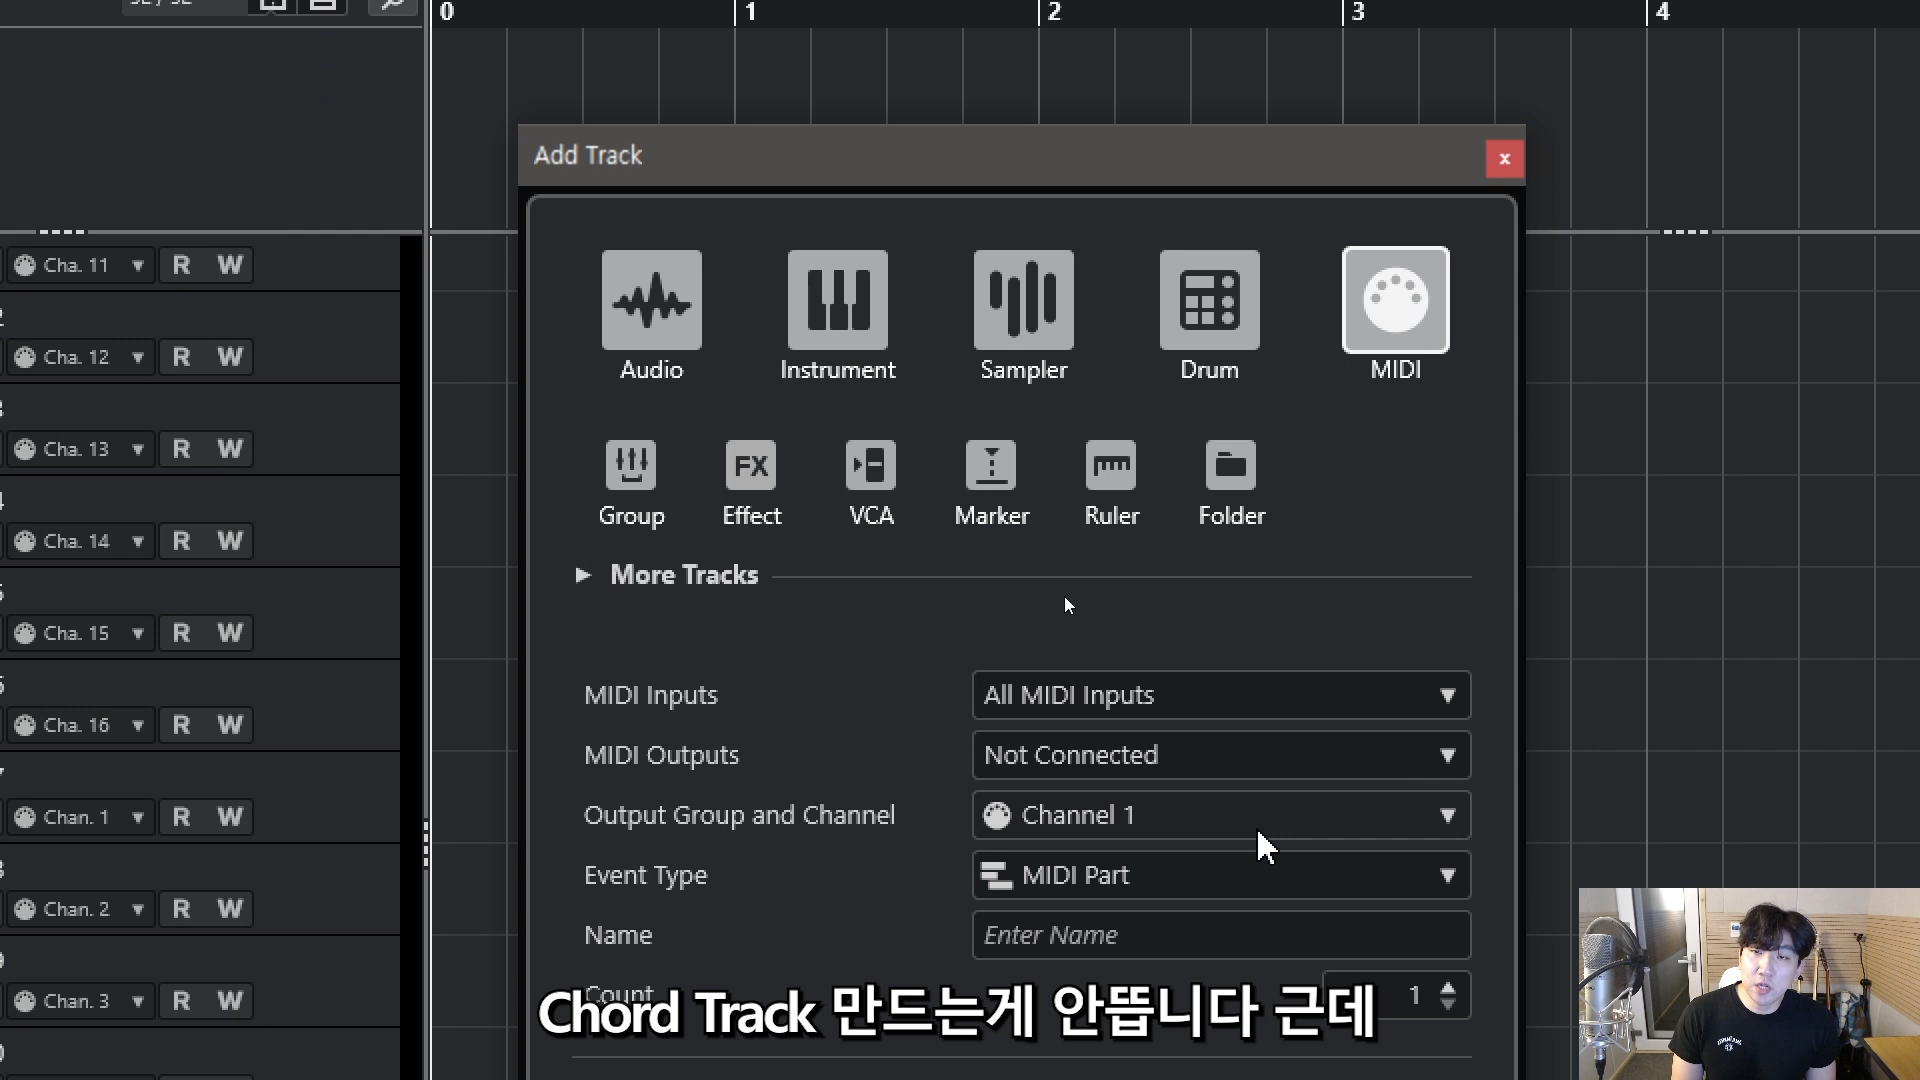 0
1
2
3
4
Add Track
x
Cha. 11 R W
Audio
Instrument
Sampler
Drum
MIDI
Cha. 12 R W
Cha. 13 R W
FX
Group
Effect
VCA
Marker
Ruler
Folder
Cha. 14 R W
More Tracks
Cha. 15 R W
MIDI Inputs
All MIDI Inputs
Cha. 16 R W
MIDI Outputs
Not Connected
Chan. 1 R W
Output Group and Channel
Channel 1
Event Type
MIDI Part
Chan. 2 R W
Name
Enter Name
Chan. 3 R W
Count
1
Chord Track 만드는게 안뜹니다 근데